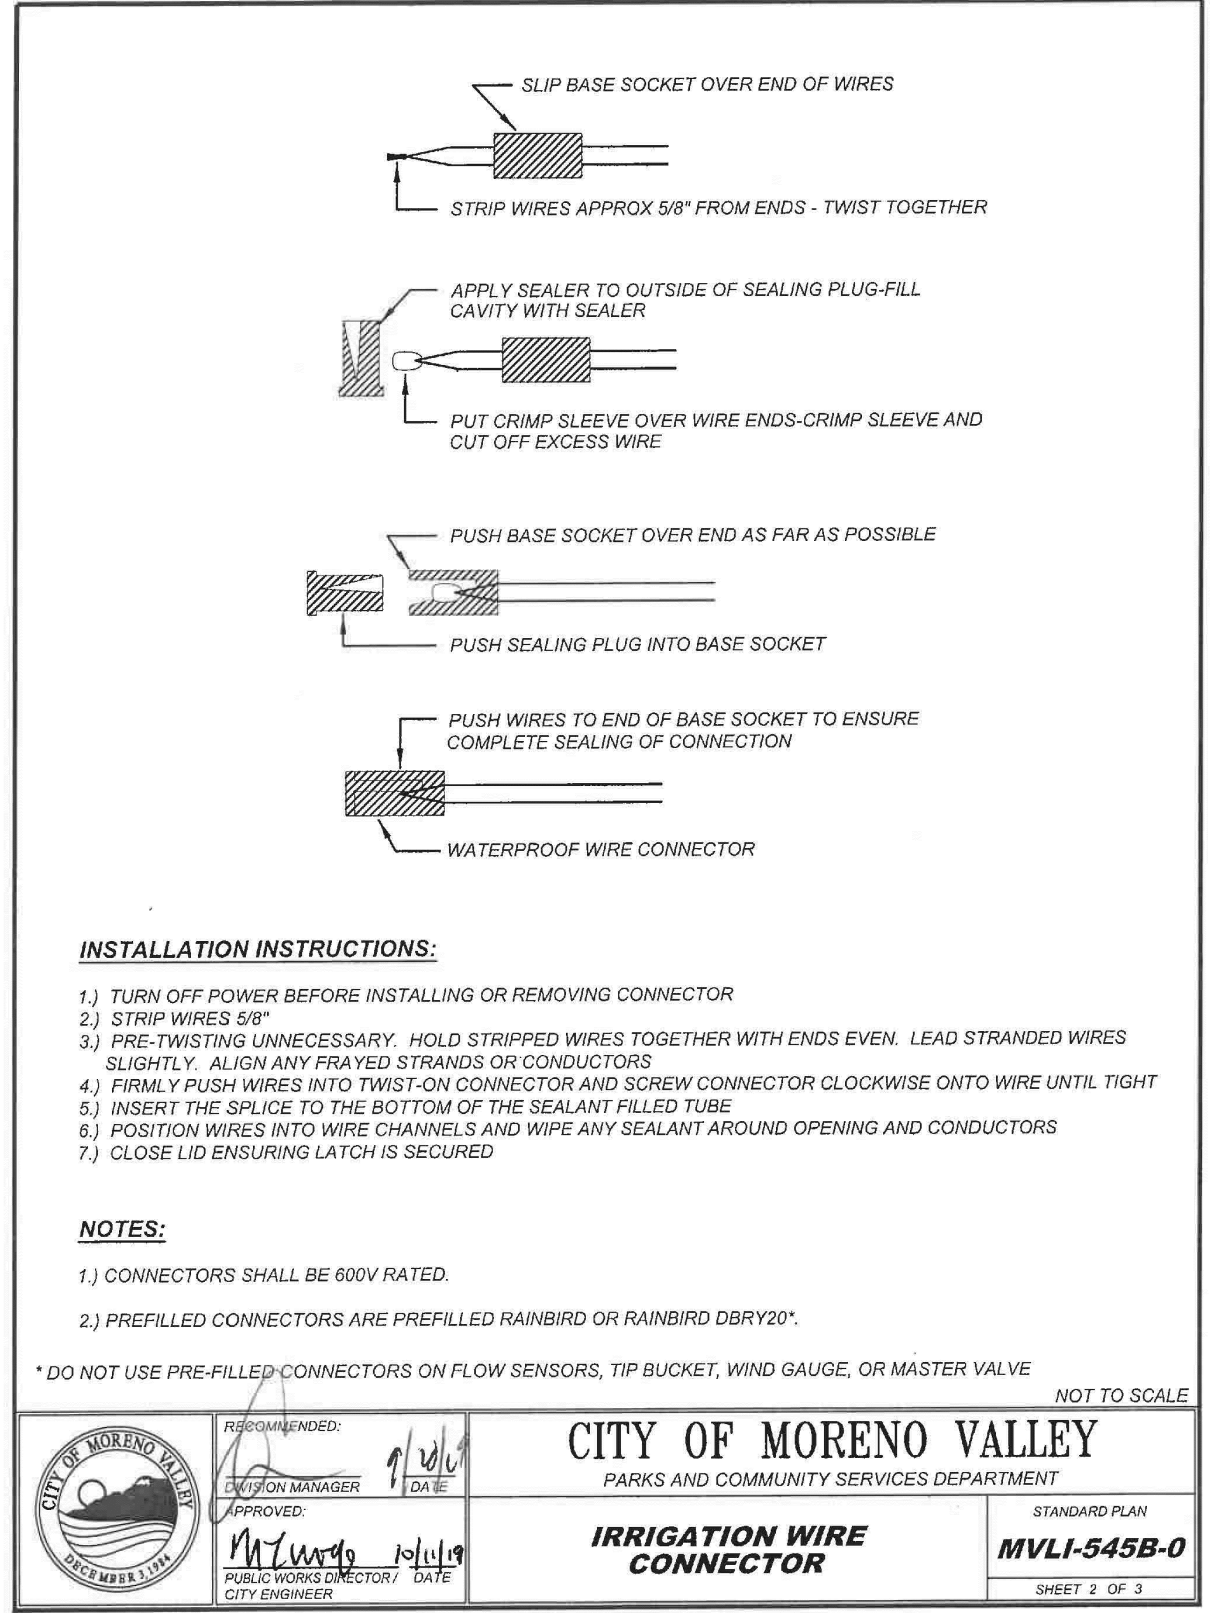 SLIP BASE SOCKET OVER END OF WIRES
STRIP WIRES APPROX 5/8" FROM ENDS - TWIST TOGETHER
APPLY SEALER TO OUTSIDE OF SEALING PLUG-FILL
CAVITY WITH SEALER
PUT CRIMP SLEEVE OVER WIRE ENDS-CRIMP SLEEVE AND
CUT OFF EXCESS WIRE
PUSH BASE SOCKET OVER END AS FAR AS POSSIBLE
PUSH SEALING PLUG INTO BASE SOCKET
PUSH WIRES TO END OF BASE SOCKET TO ENSURE
COMPLETE SEALING OF CONNECTION
WATERPROOF WIRE CONNECTOR
INSTALLATION INSTRUCTIONS:
1.) TURN OFF POWER BEFORE INSTALLING OR REMOVING CONNECTOR
2.) STRIP WIRES 5/8"
3.) PRE-TWISTING UNNECESSARY. HOLD STRIPPED WIRES TOGETHER WITH ENDS EVEN. LEAD STRANDED WIRES
SLIGHTLY. ALIGN ANY FRAYED STRANDS OR CONDUCTORS
4.) FIRMLY PUSH WIRES INTO TWIST-ON CONNECTOR AND SCREW CONNECTOR CLOCKWISE ONTO WIRE UNTIL TIGHT
5.) INSERT THE SPLICE TO THE BOTTOM OF THE SEALANT FILLED TUBE
6.) POSITION WIRES INTO WIRE CHANNELS AND WIPE ANY SEALANT AROUND OPENING AND CONDUCTORS
7.) CLOSE LID ENSURING LATCH IS SECURED
NOTES:
1.) CONNECTORS SHALL BE 600V RATED.
2.) PREFILLED CONNECTORS ARE PREFILLED RAINBIRD OR RAINBIRD DBRY20*.
* DO NOT USE PRE-FILLED CONNECTORS ON FLOW SENSORS, TIP BUCKET, WIND GAUGE, OR MASTER VALVE
NOT TO SCALE
CITY OF MORENO VALLEY
DECEMBER 3, 1984
RECOMMENDED:
DIVISION MANAGER DATE
APPROVED:
10/11/19
PUBLIC WORKS DIRECTOR / DATE
CITY ENGINEER
CITY OF MORENO VALLEY
PARKS AND COMMUNITY SERVICES DEPARTMENT
IRRIGATION WIRE
CONNECTOR
STANDARD PLAN
MVLI-545B-0
SHEET 2 OF 3